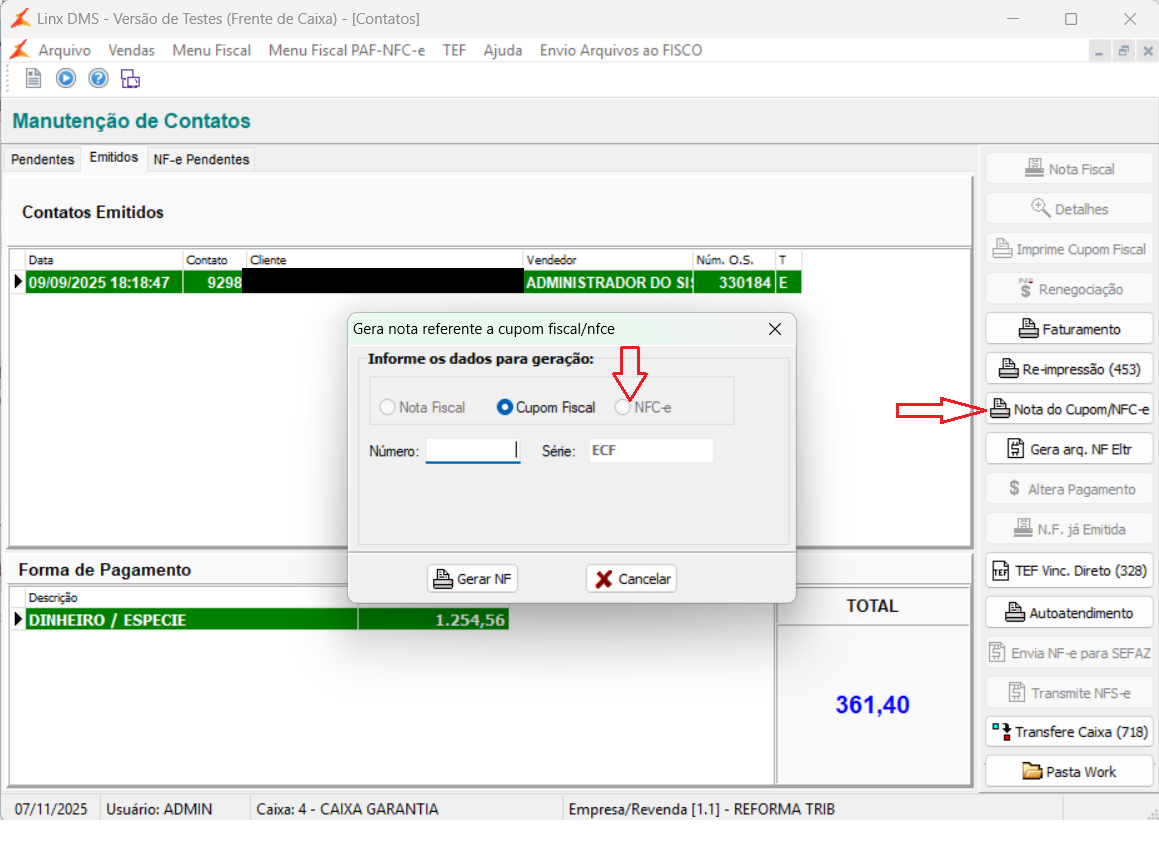 Linx DMS - Versão de Testes (Frente de Caixa) - [Contatos]
Arquivo Vendas Menu Fiscal Menu Fiscal PAF-NFC-e TEF Ajuda Envio Arquivos ao FISCO
Manutenção de Contatos
Pendentes Emitidos NF-e Pendentes
Contatos Emitidos
Data Contato Cliente Vendedor Núm. O.S. T
09/09/2025 18:18:47 9298 ADMINISTRADOR DO SIS 330184 E
Gera nota referente a cupom fiscal/nfce
Informe os dados para geração:
Nota Fiscal Cupom Fiscal NFC-e
Número: Série: ECF
Gerar NF Cancelar
Forma de Pagamento
Descrição
DINHEIRO / ESPECIE 1.254,56
TOTAL
361,40
Nota Fiscal
Detalhes
Imprime Cupom Fiscal
Renegociação
Faturamento
Re-impressão (453)
Nota do Cupom/NFC-e
Gera arq. NF Eltr
Altera Pagamento
N.F. já Emitida
TEF TEF Vinc. Direto (328)
Autoatendimento
Envia NF-e para SEFAZ
Transmite NFS-e
Transfere Caixa (718)
Pasta Work
07/11/2025 Usuário: ADMIN Caixa: 4 - CAIXA GARANTIA Empresa/Revenda [1.1] - REFORMA TRIB